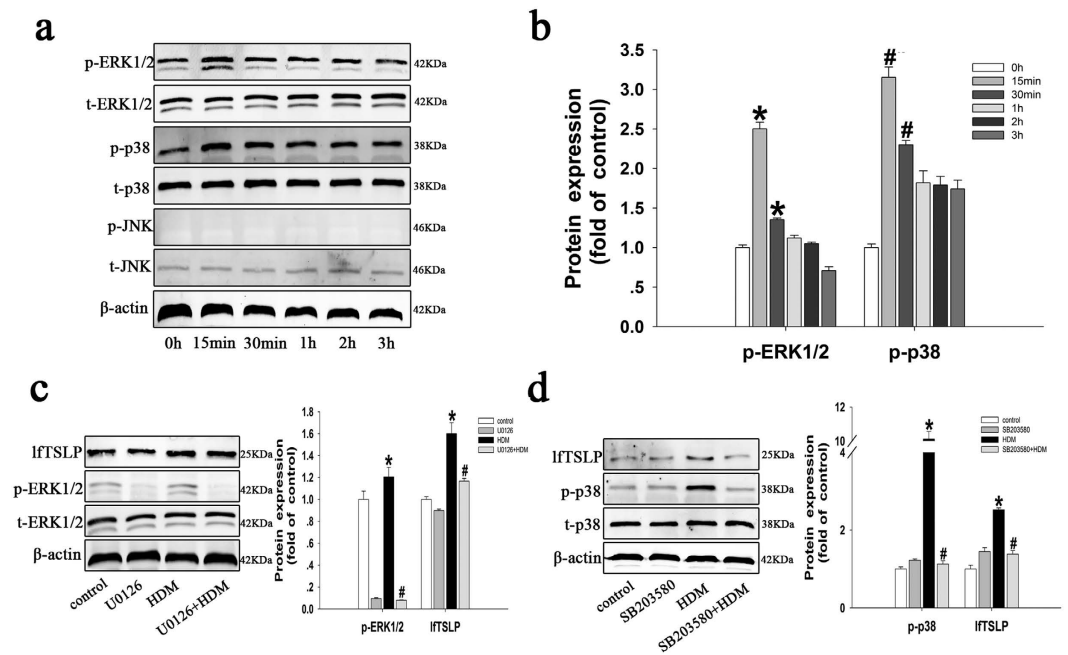 a
p-ERK1/2 42KDa
t-ERK1/2 42KDa
p-p38 38KDa
t-p38 38KDa
p-JNK 46KDa
t-JNK 46KDa
β-actin 42KDa
0h 15min 30min 1h 2h 3h
b
Protein expression
(fold of control)
3.5
3.0
2.5
2.0
1.5
1.0
.5
0.0
* * # #
0h
15min
30min
1h
2h
3h
p-ERK1/2 p-p38
c
lfTSLP 25KDa
p-ERK1/2 42KDa
t-ERK1/2 42KDa
β-actin 42KDa
control U0126 HDM U0126+HDM
Protein expression
(fold of control)
1.8
1.6
1.4
1.2
1.0
0.8
0.6
0.4
0.2
0.0
* # * #
control
U0126
HDM
U0126+HDM
p-ERK1/2 lfTSLP
d
lfTSLP 25KDa
p-p38 38KDa
t-p38 38KDa
β-actin 42KDa
control SB203580 HDM SB203580+HDM
Protein expression
(fold of control)
12
10
4
2
0
* # * #
control
SB203580
HDM
SB203580+HDM
p-p38 lfTSLP